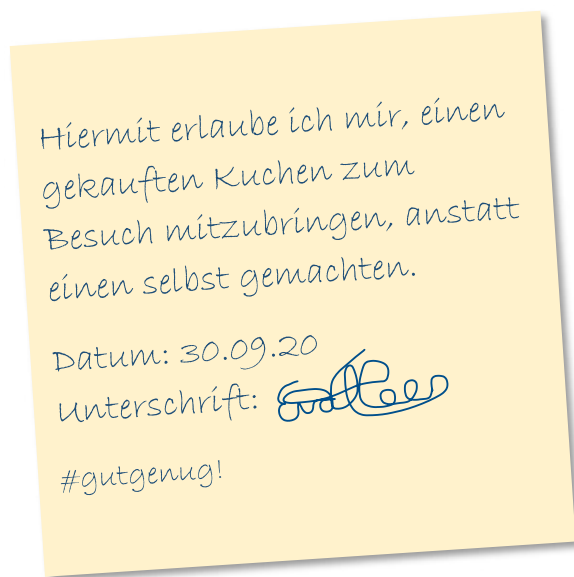 Hiermit erlaube ich mir, einen
gekauften Kuchen zum
Besuch mitzubringen, anstatt
einen selbst gemachten.
Datum: 30.09.20
Unterschrift:
#gutgenug!